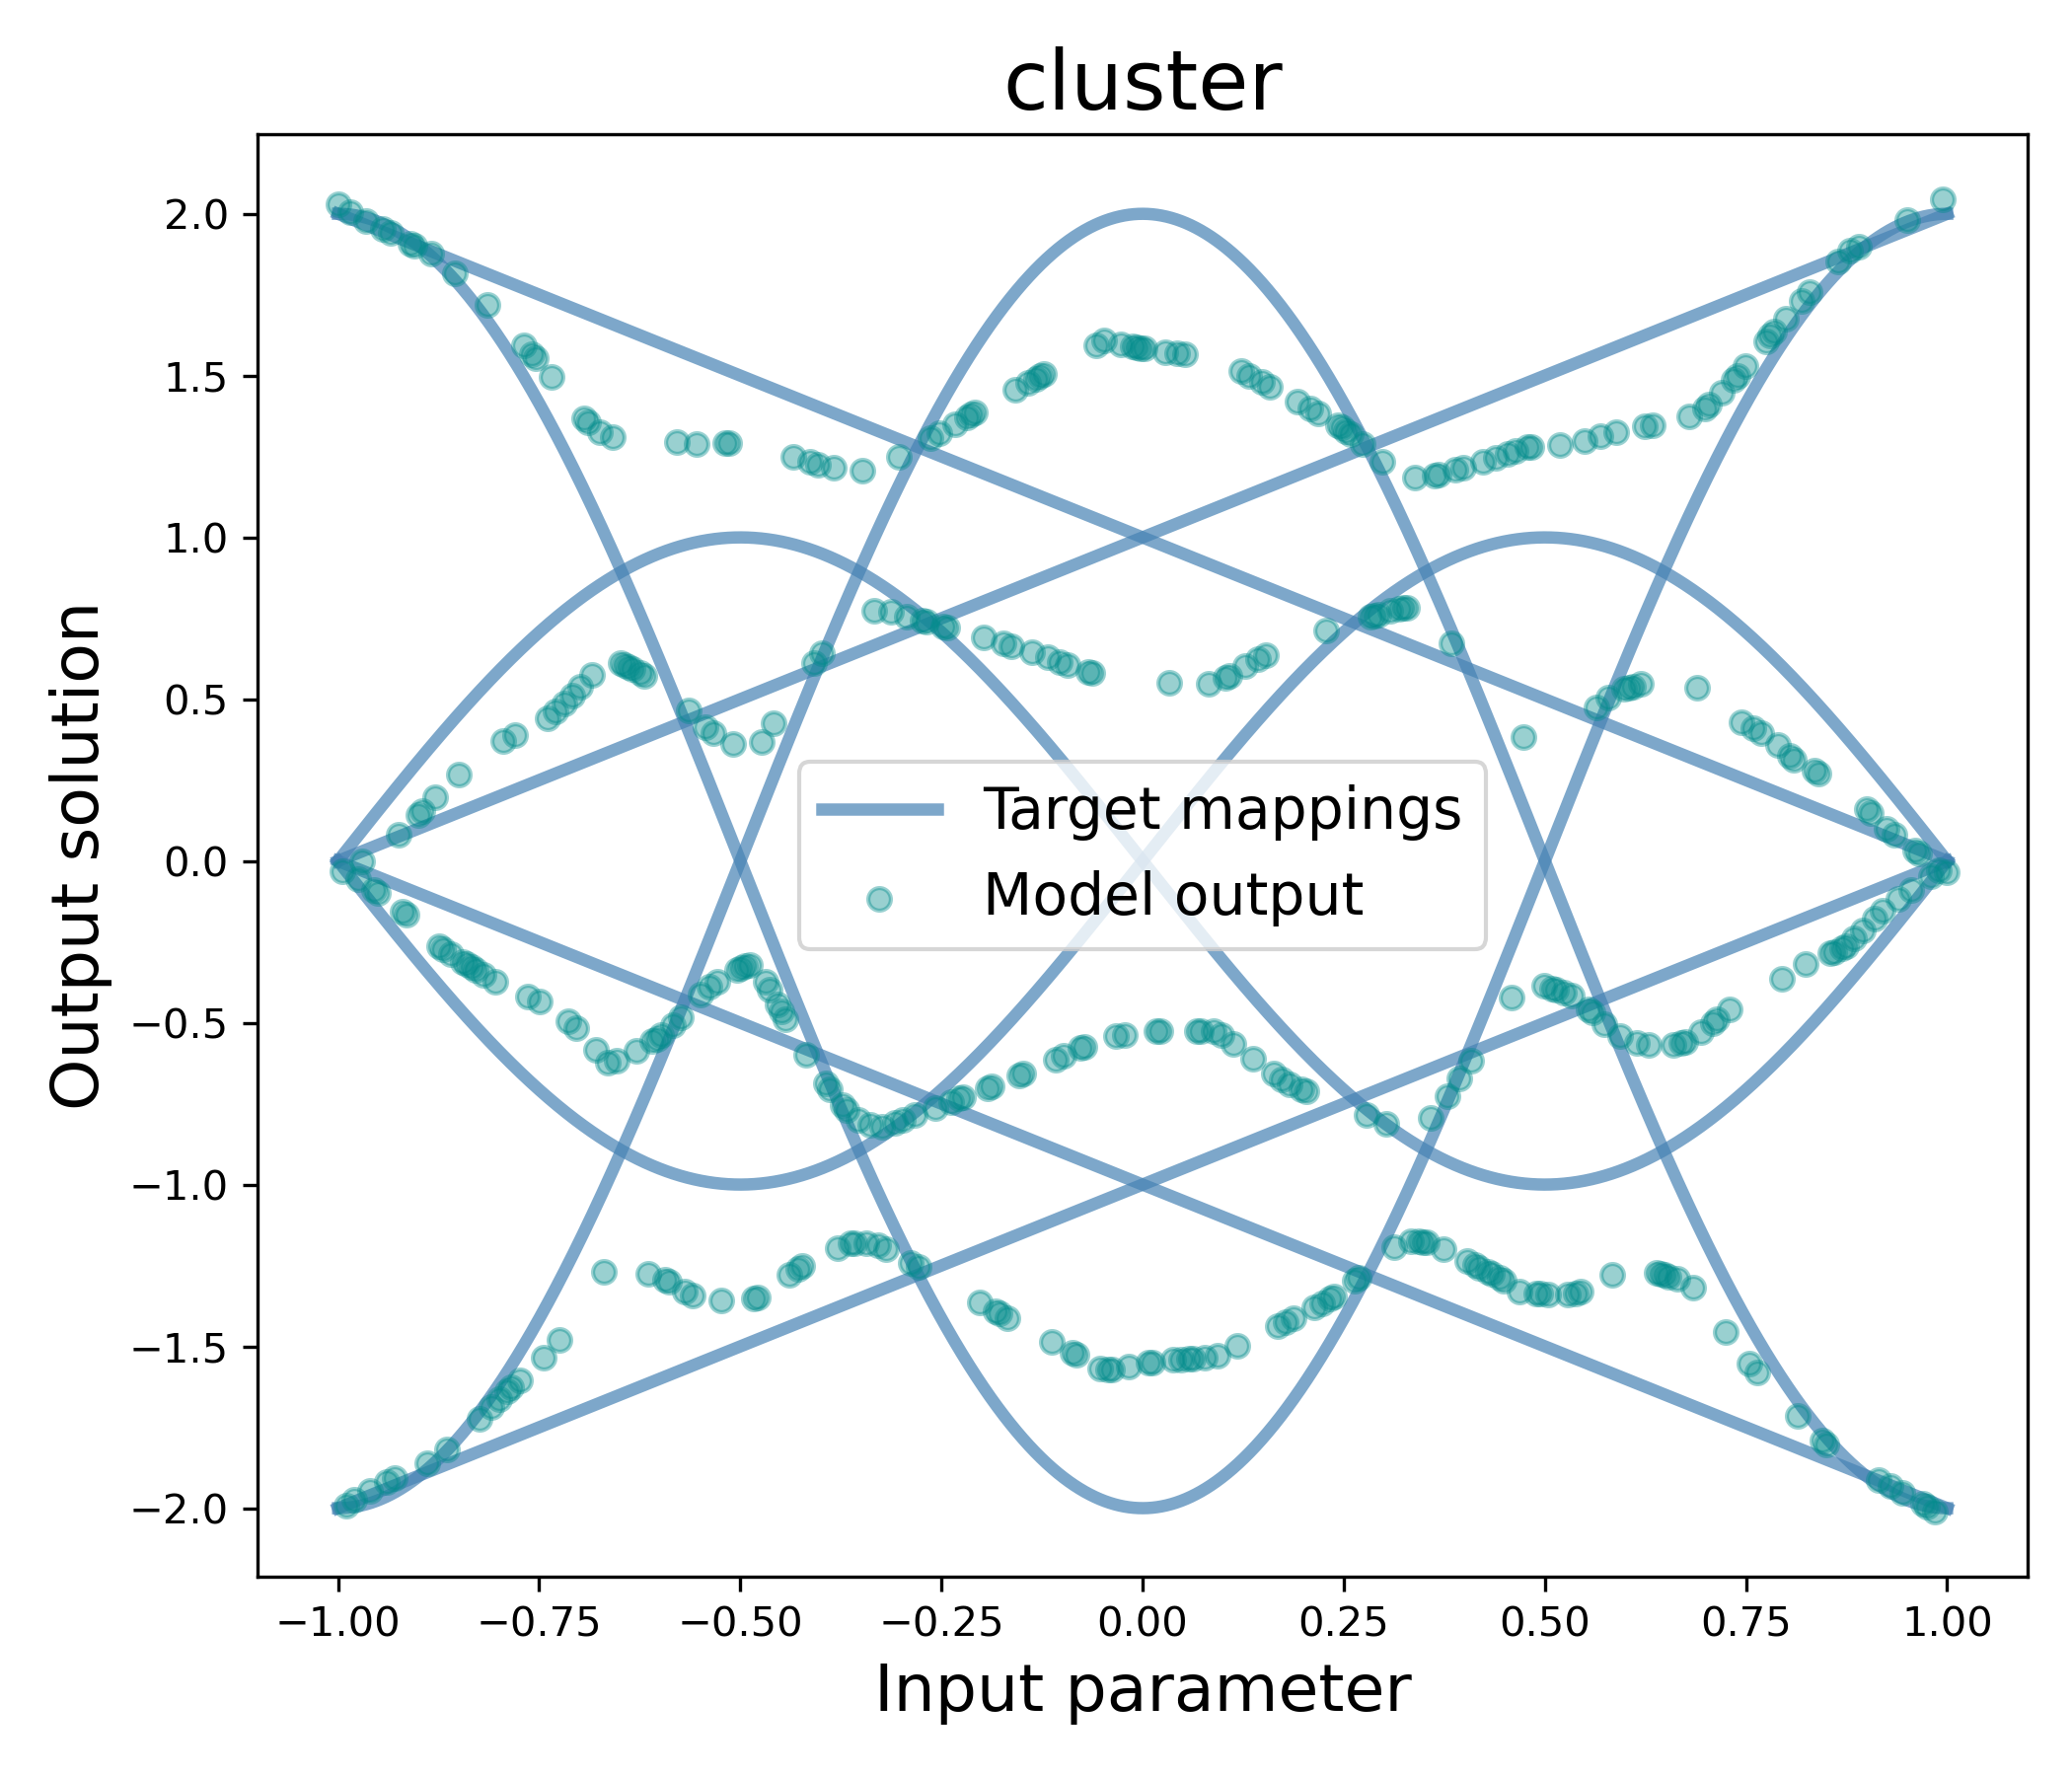 cluster
Output solution
2.0
1.5
1.0
0.5
0.0
−0.5
−1.0
−1.5
−2.0
Target mappings
Model output
−1.00 −0.75 −0.50 −0.25 0.00 0.25 0.50 0.75 1.00
Input parameter